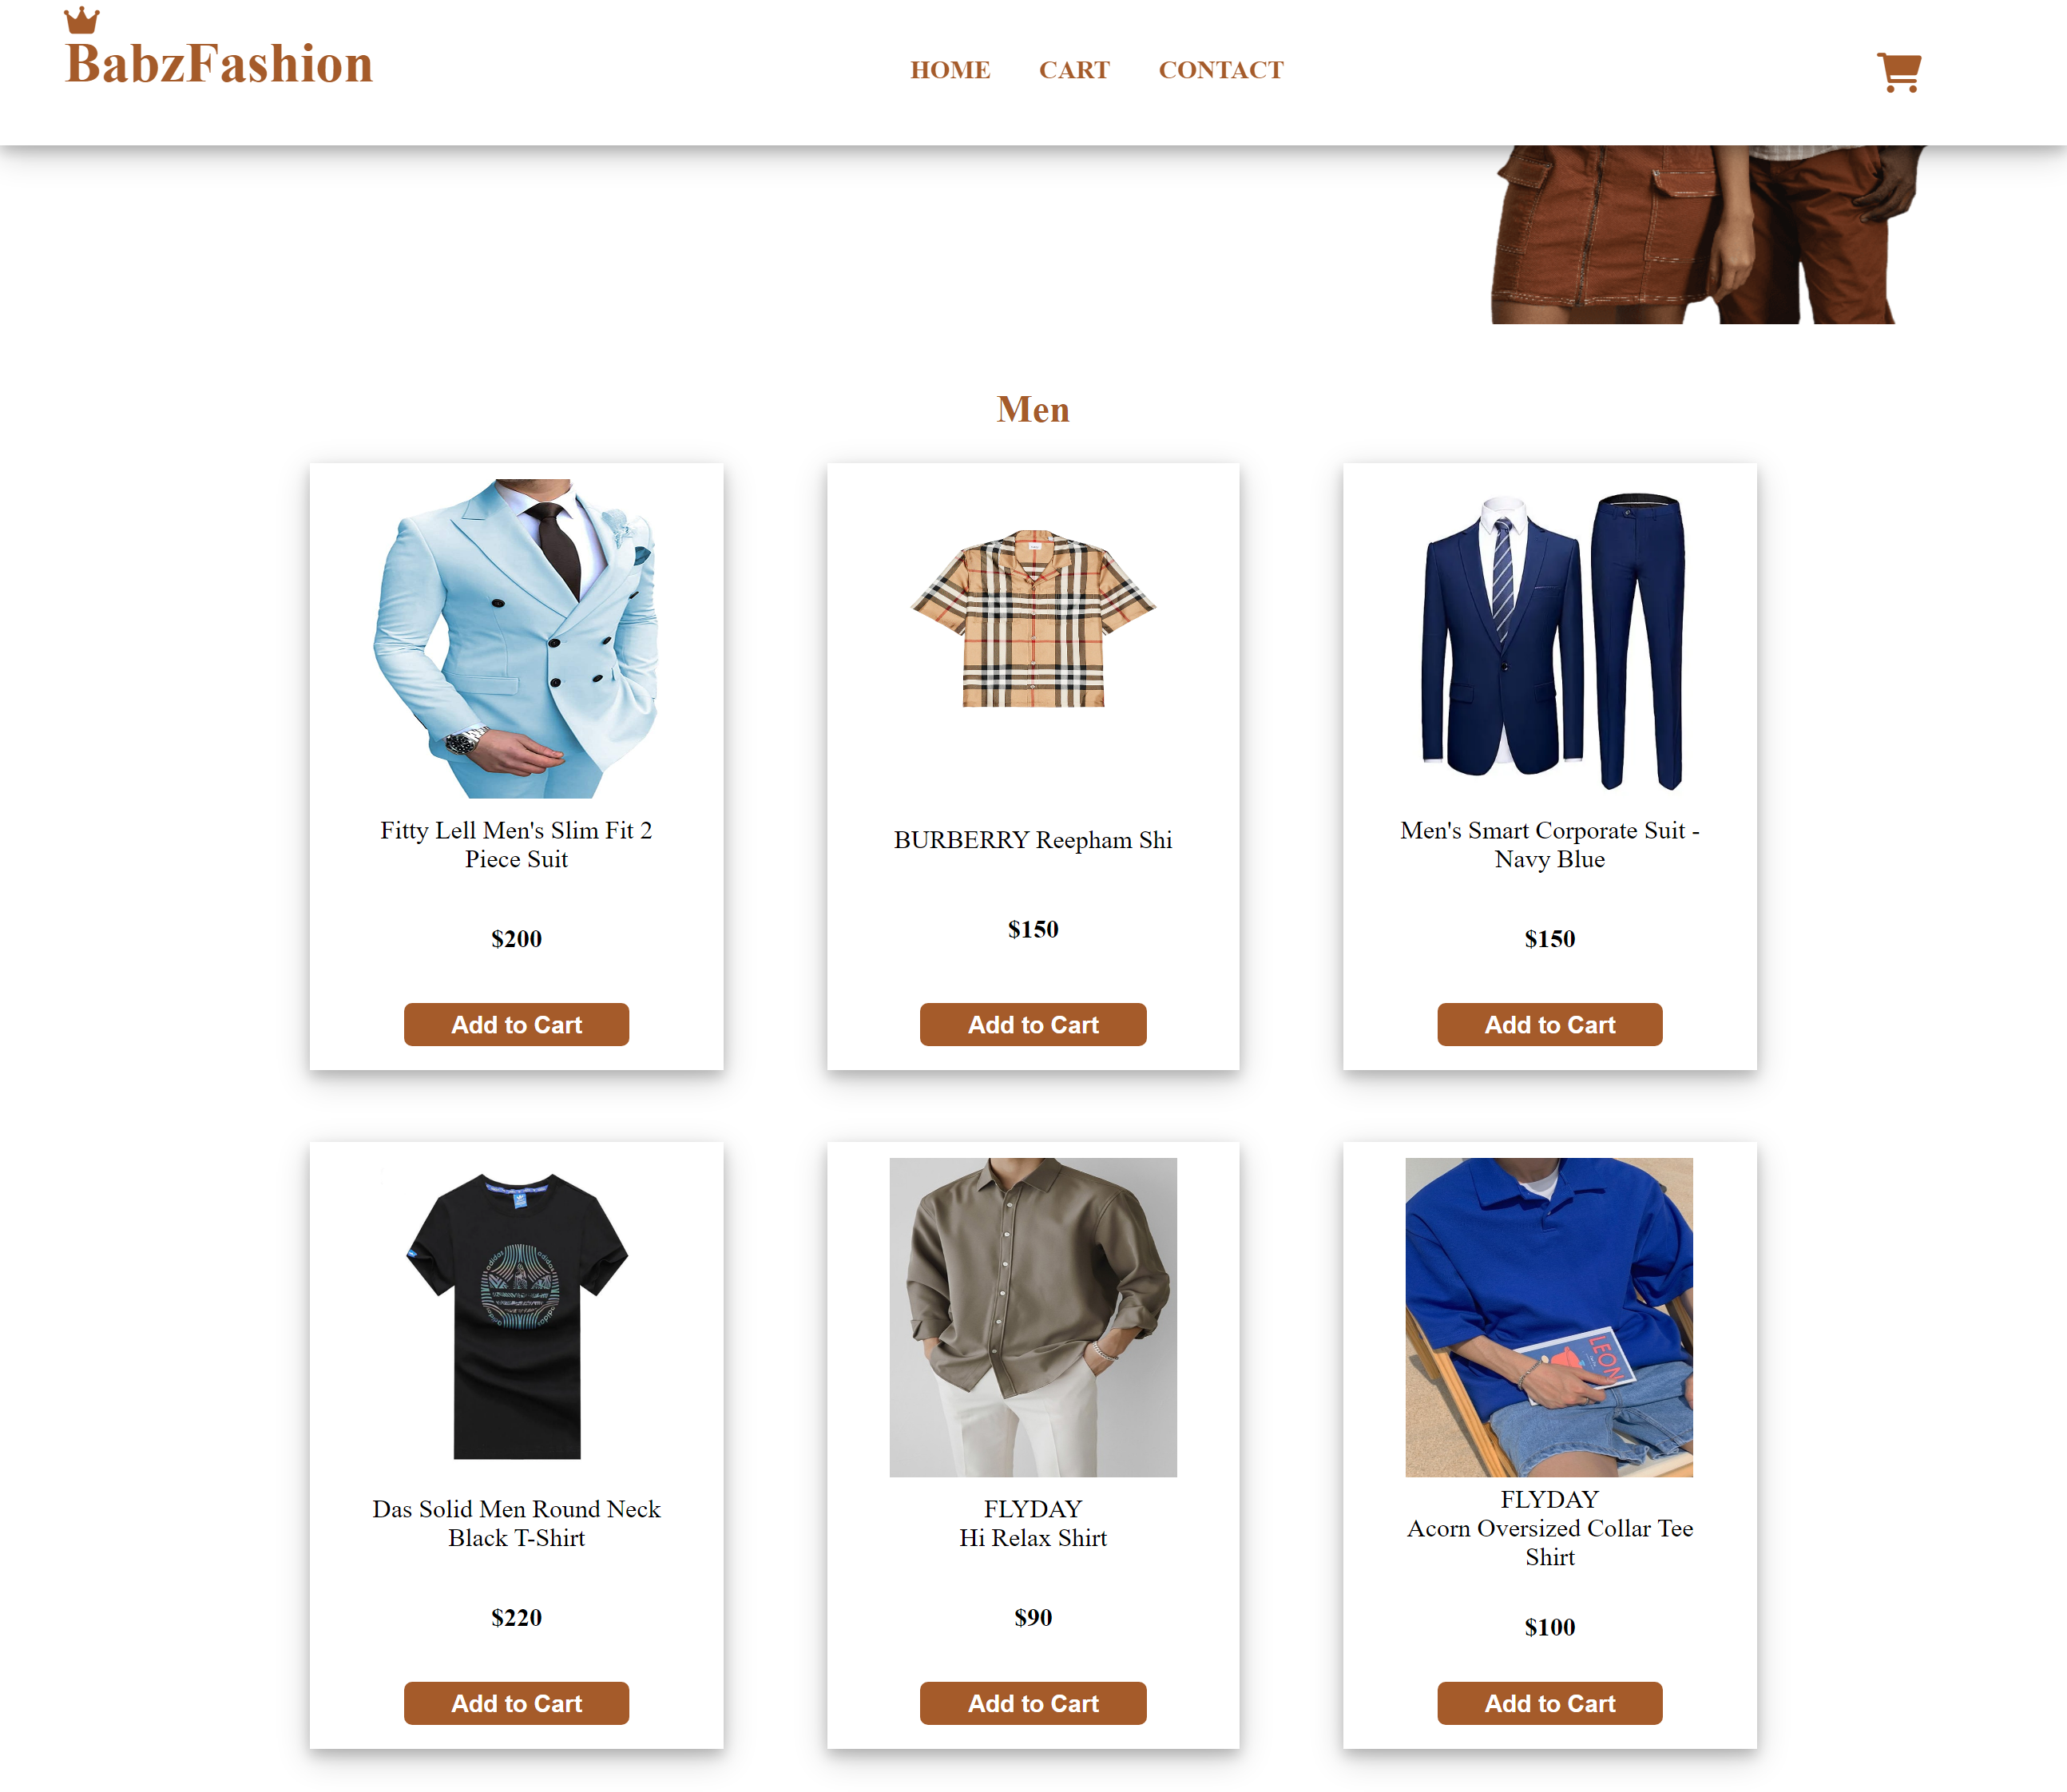 BabzFashion
HOME CART CONTACT
Men
Fitty Lell Men's Slim Fit 2
Piece Suit
$200
Add to Cart
BURBERRY Reepham Shi
$150
Add to Cart
Men's Smart Corporate Suit -
Navy Blue
$150
Add to Cart
adidas
adidas
Das Solid Men Round Neck
Black T-Shirt
$220
Add to Cart
FLYDAY
Hi Relax Shirt
$90
Add to Cart
LEON
FLYDAY
Acorn Oversized Collar Tee
Shirt
$100
Add to Cart